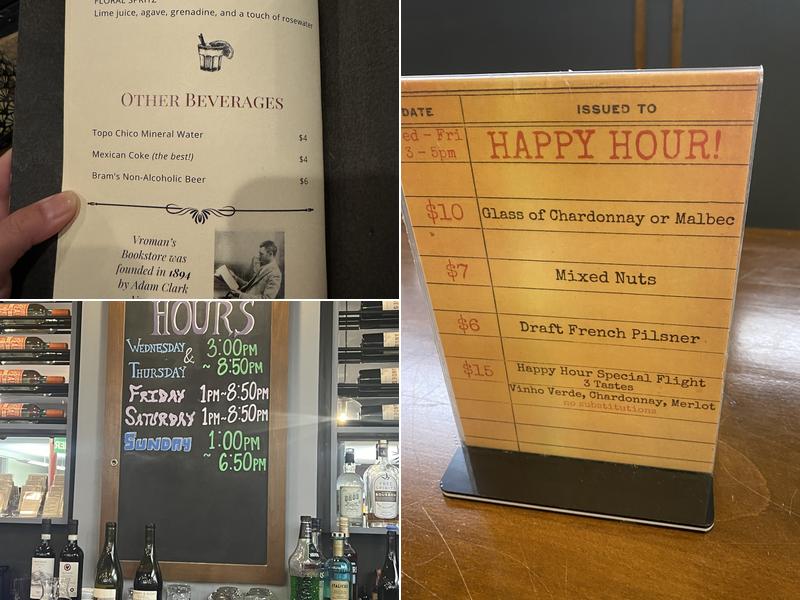 FLORAL SPRITZ
Lime juice, agave, grenadine, and a touch of rosewater
OTHER BEVERAGES
Topo Chico Mineral Water $4
Mexican Coke (the best!) $4
Bram's Non-Alcoholic Beer $6
Vroman's
Bookstore was
founded in 1894
by Adam Clark
DATE ISSUED TO
ed - Fri
3 - 5pm
HAPPY HOUR!
$10 Glass of Chardonnay or Malbec
$7 Mixed Nuts
$6 Draft French Pilsner
$15 Happy Hour Special Flight
3 Tastes
Vinho Verde, Chardonnay, Merlot
no substitutions
HOURS
WEDNESDAY & THURSDAY 3:00PM ~ 8:50PM
FRIDAY 1PM~8:50PM
SATURDAY 1PM~8:50PM
SUNDAY 1:00PM
~ 6:50PM
BOURBON